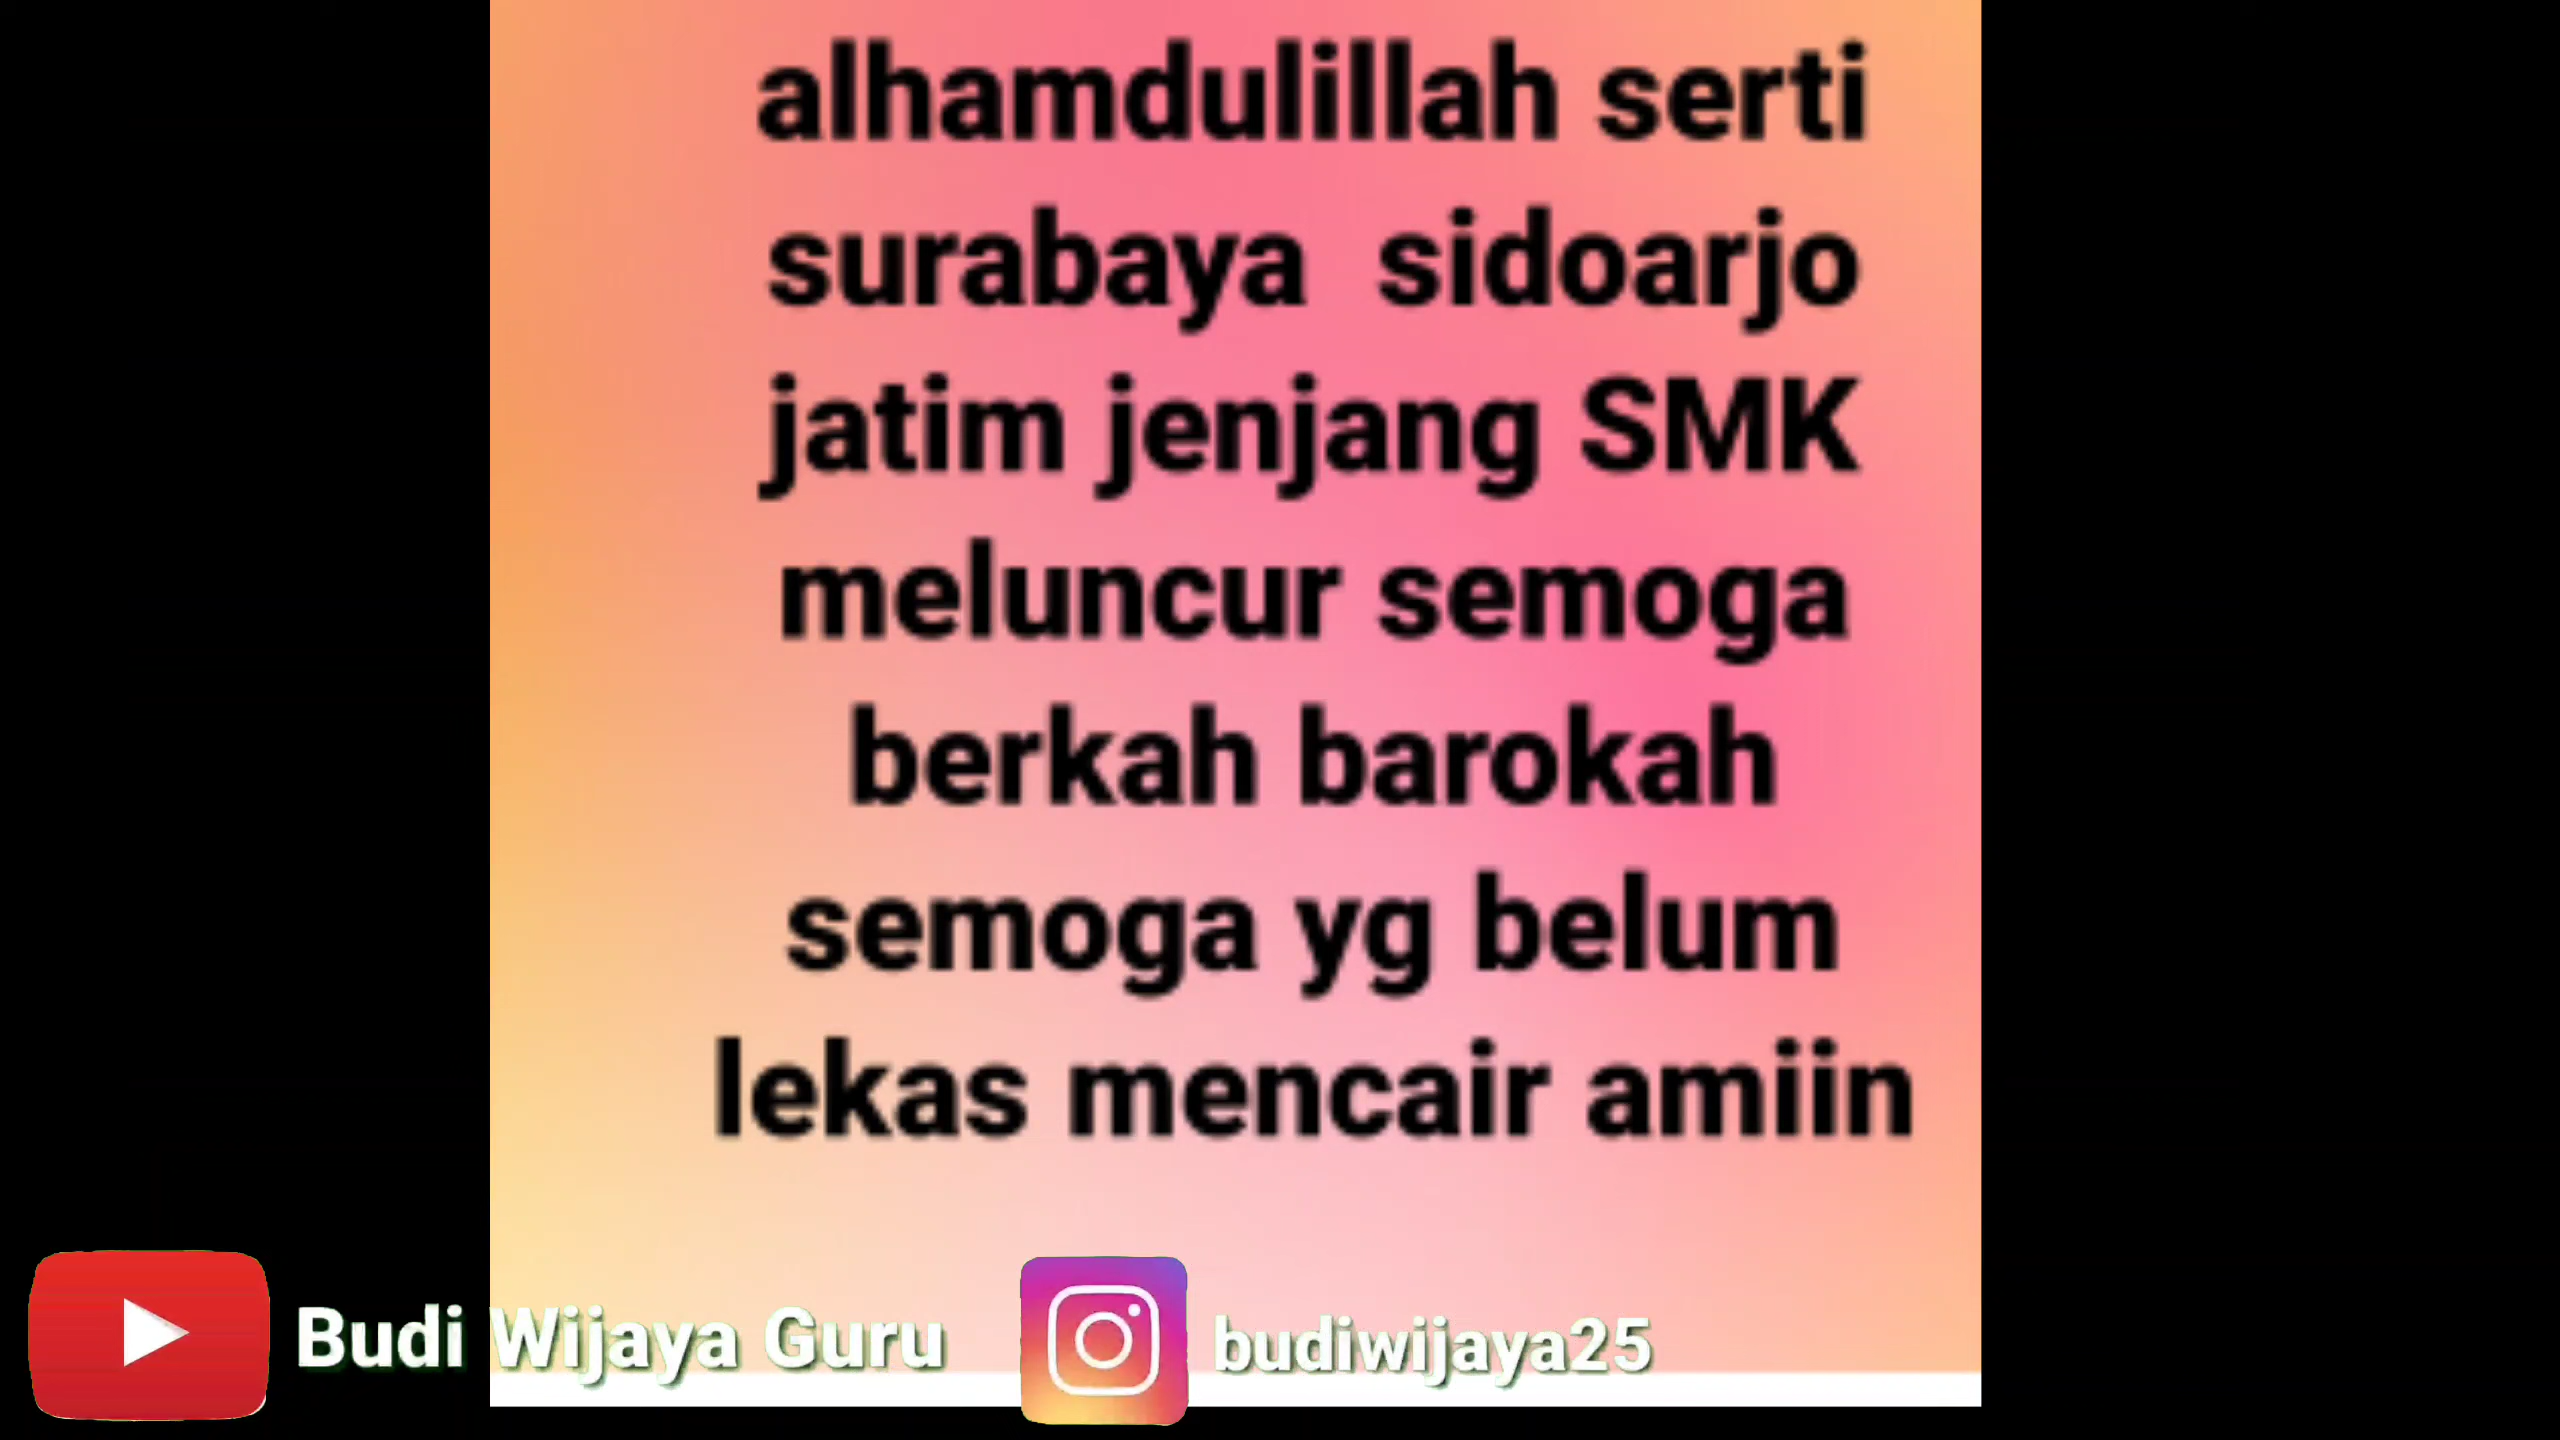 alhamdulillah serti
surabaya  sidoarjo
jatim jenjang SMK
meluncur semoga
berkah barokah
semoga yg belum
lekas mencair amiin
Budi Wijaya Guru
budiwijaya25